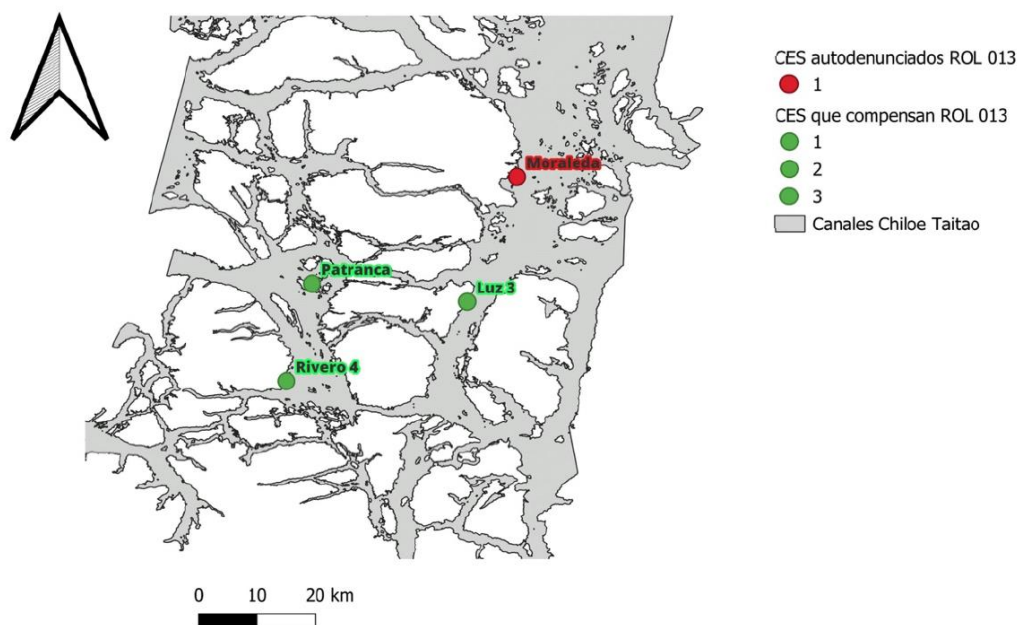 CES autodenunciados ROL 013
1
CES que compensan ROL 013
1
2
3
Canales Chiloe Taitao
Moraleda
Patranca
Luz 3
Rivero 4
0 10 20 km